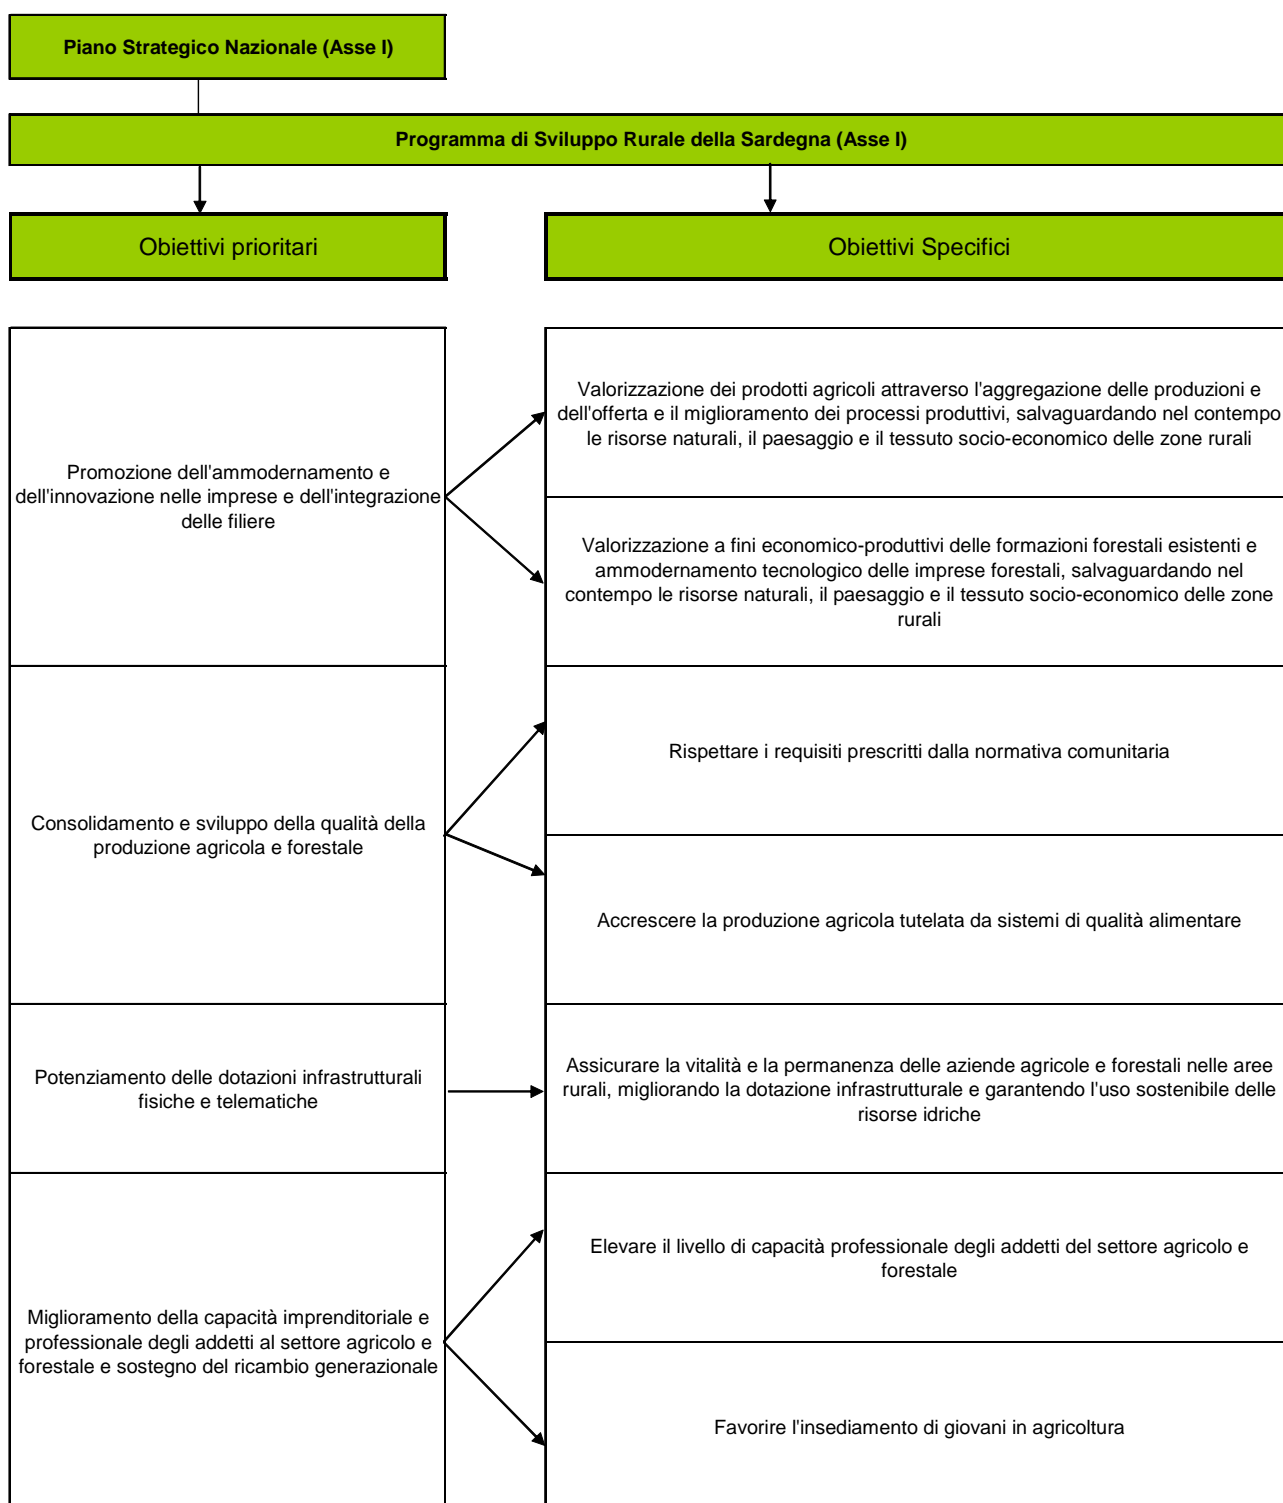 Piano Strategico Nazionale (Asse I)
Programma di Sviluppo Rurale della Sardegna (Asse I)
Obiettivi prioritari
Obiettivi Specifici
Promozione dell'ammodernamento e
dell'innovazione nelle imprese e dell'integrazione
delle filiere
Valorizzazione dei prodotti agricoli attraverso l'aggregazione delle produzioni e
dell'offerta e il miglioramento dei processi produttivi, salvaguardando nel contempo
le risorse naturali, il paesaggio e il tessuto socio-economico delle zone rurali
Valorizzazione a fini economico-produttivi delle formazioni forestali esistenti e
ammodernamento tecnologico delle imprese forestali, salvaguardando nel
contempo le risorse naturali, il paesaggio e il tessuto socio-economico delle zone
rurali
Consolidamento e sviluppo della qualità della
produzione agricola e forestale
Rispettare i requisiti prescritti dalla normativa comunitaria
Accrescere la produzione agricola tutelata da sistemi di qualità alimentare
Potenziamento delle dotazioni infrastrutturali
fisiche e telematiche
Assicurare la vitalità e la permanenza delle aziende agricole e forestali nelle aree
rurali, migliorando la dotazione infrastrutturale e garantendo l'uso sostenibile delle
risorse idriche
Miglioramento della capacità imprenditoriale e
professionale degli addetti al settore agricolo e
forestale e sostegno del ricambio generazionale
Elevare il livello di capacità professionale degli addetti del settore agricolo e
forestale
Favorire l'insediamento di giovani in agricoltura